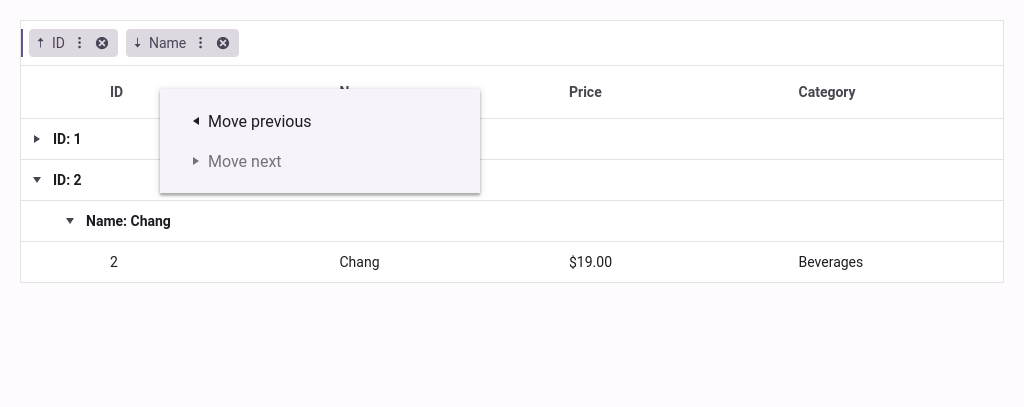 ID Name
ID Price Category
Move previous
ID: 1
Move next
ID: 2
Name: Chang
2 Chang $19.00 Beverages